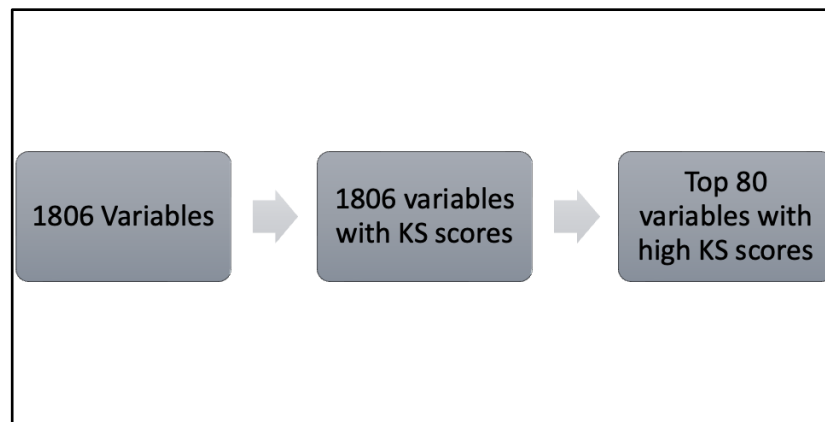 1806 Variables
1806 variables
with KS scores
Top 80
variables with
high KS scores